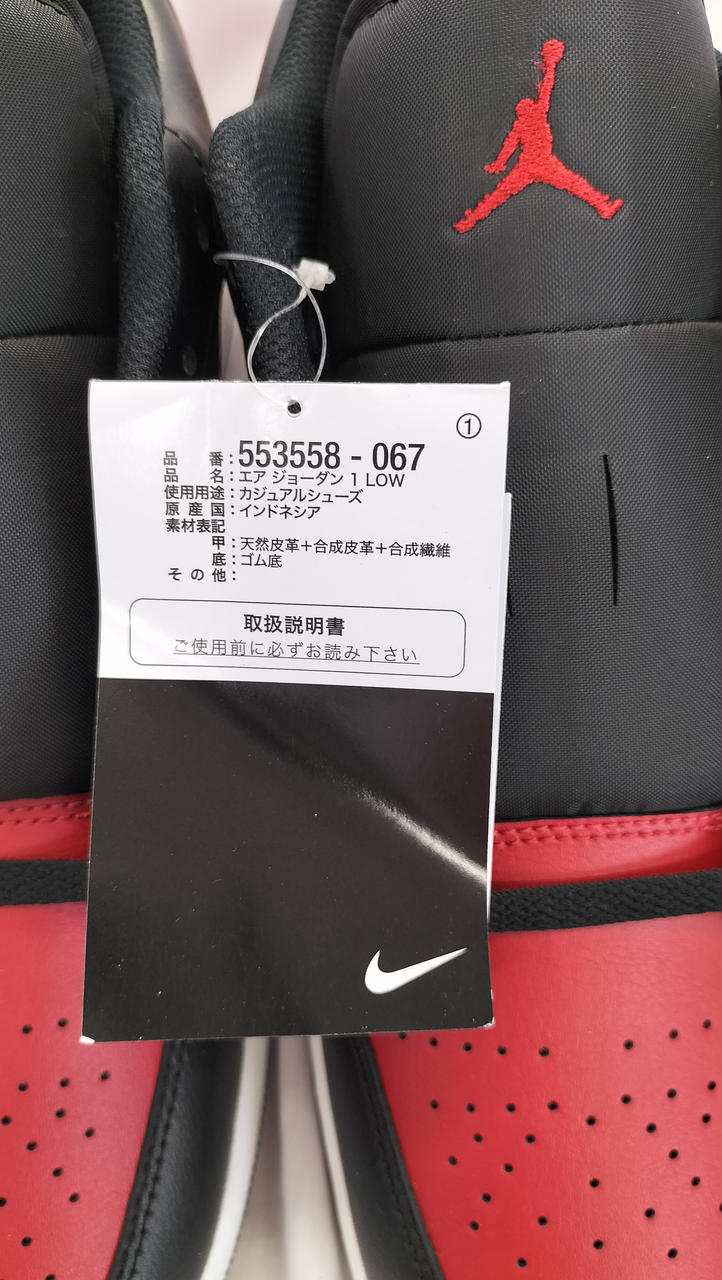 ①
品 番：553558 - 067
品 名：エア ジョーダン 1 LOW
使用用途：カジュアルシューズ
原 産 国：インドネシア
素材表記
甲：天然皮革＋合成皮革＋合成繊維
底：ゴム底
そ の 他：
取扱説明書
ご使用前に必ずお読み下さい